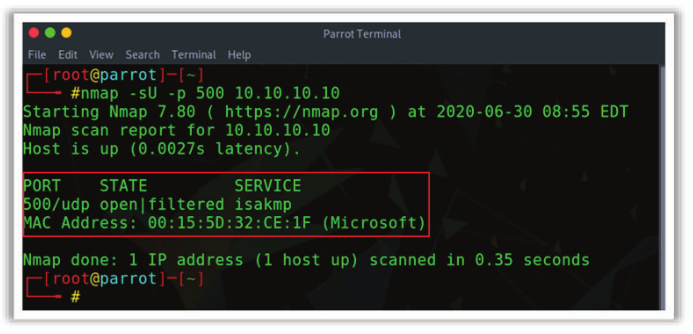 Parrot Terminal
File Edit View Search Terminal Help
┌─[root@parrot]─[~]
└──╼ #nmap -sU -p 500 10.10.10.10
Starting Nmap 7.80 ( https://nmap.org ) at 2020-06-30 08:55 EDT
Nmap scan report for 10.10.10.10
Host is up (0.0027s latency).
PORT STATE SERVICE
500/udp open|filtered isakmp
MAC Address: 00:15:5D:32:CE:1F (Microsoft)
Nmap done: 1 IP address (1 host up) scanned in 0.35 seconds
┌─[root@parrot]─[~]
└──╼ #